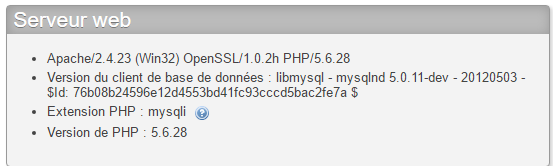 Serveur web
Apache/2.4.23 (Win32) OpenSSL/1.0.2h PHP/5.6.28
Version du client de base de données : libmysql - mysqlnd 5.0.11-dev - 20120503 -
$Id: 76b08b24596e12d4553bd41fc93cccd5bac2fe7a $
Extension PHP : mysqli
Version de PHP : 5.6.28